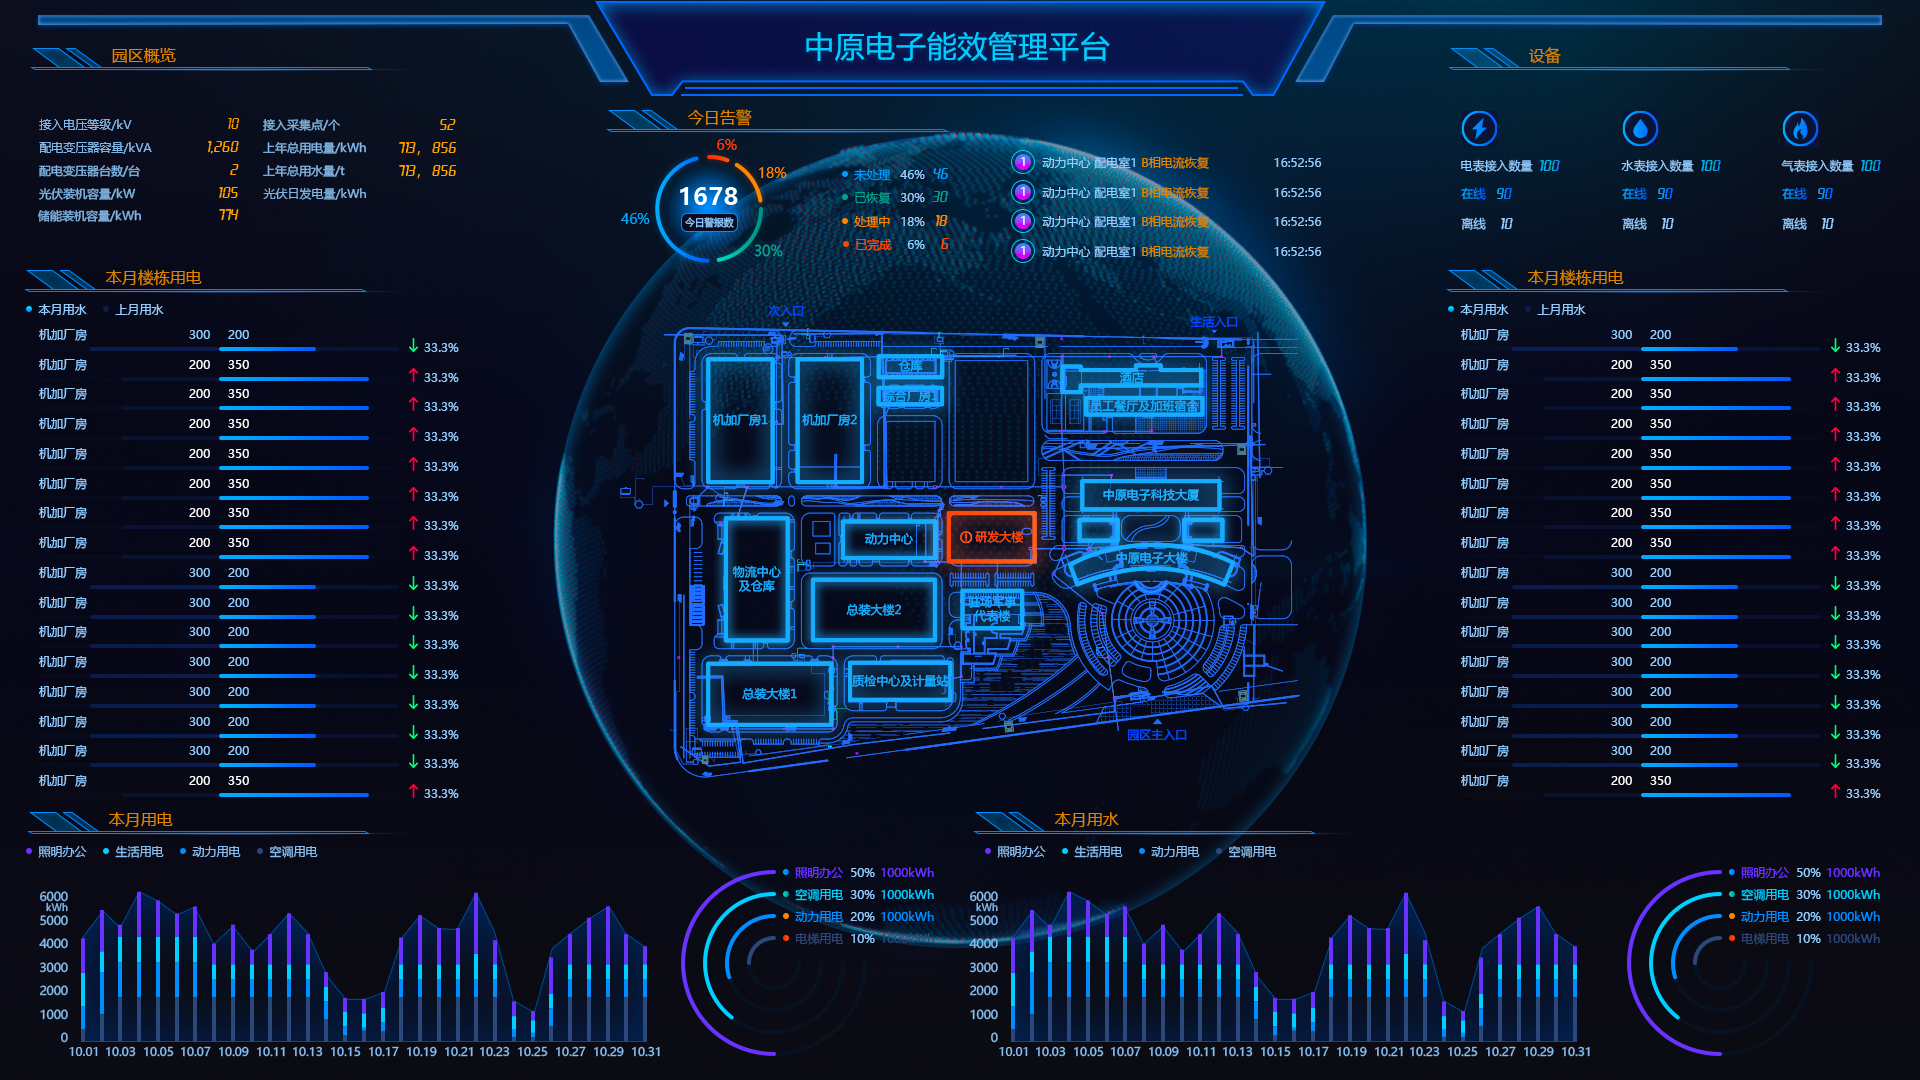 中原电子能效管理平台
园区概览
接入电压等级/kV 10 接入采集点/个 52
配电变压器容量/kVA 1,260 上年总用电量/kWh 713,856
配电变压器台数/台 2 上年总用水量/t 713,856
光伏装机容量/kW 105 光伏日发电量/kWh
储能装机容量/kWh 774
今日告警
1678
今日警报数
6%
18%
30%
46%
未处理 46% 46
已恢复 30% 30
处理中 18% 18
已完成 6% 6
1 动力中心 配电室1 B相电流恢复 16:52:56
1 动力中心 配电室1 B相电流恢复 16:52:56
1 动力中心 配电室1 B相电流恢复 16:52:56
1 动力中心 配电室1 B相电流恢复 16:52:56
设备
电表接入数量 100 水表接入数量 100 气表接入数量 100
在线 90 在线 90 在线 90
离线 10 离线 10 离线 10
本月楼栋用电
本月用水 上月用水
机加厂房 300 200 33.3%
机加厂房 200 350 33.3%
机加厂房 200 350 33.3%
机加厂房 200 350 33.3%
机加厂房 200 350 33.3%
机加厂房 200 350 33.3%
机加厂房 200 350 33.3%
机加厂房 200 350 33.3%
机加厂房 300 200 33.3%
机加厂房 300 200 33.3%
机加厂房 300 200 33.3%
机加厂房 300 200 33.3%
机加厂房 300 200 33.3%
机加厂房 300 200 33.3%
机加厂房 300 200 33.3%
机加厂房 200 350 33.3%
次入口
生活入口
仓库
综合厂房1
机加厂房1
机加厂房2
酒店
员工餐厅及加班宿舍
中原电子科技大厦
动力中心
研发大楼
中原电子大楼
物流中心
及仓库
总装大楼2
代表楼
总装大楼1
质检中心及计量站
园区主入口
本月楼栋用电
本月用水 上月用水
机加厂房 300 200 33.3%
机加厂房 200 350 33.3%
机加厂房 200 350 33.3%
机加厂房 200 350 33.3%
机加厂房 200 350 33.3%
机加厂房 200 350 33.3%
机加厂房 200 350 33.3%
机加厂房 200 350 33.3%
机加厂房 300 200 33.3%
机加厂房 300 200 33.3%
机加厂房 300 200 33.3%
机加厂房 300 200 33.3%
机加厂房 300 200 33.3%
机加厂房 300 200 33.3%
机加厂房 300 200 33.3%
机加厂房 200 350 33.3%
本月用电
照明办公 生活用电 动力用电 空调用电
6000
kWh
5000
4000
3000
2000
1000
0
10.01 10.03 10.05 10.07 10.09 10.11 10.13 10.15 10.17 10.19 10.21 10.23 10.25 10.27 10.29 10.31
照明办公 50% 1000kWh
空调用电 30% 1000kWh
动力用电 20% 1000kWh
电梯用电 10% 1000kWh
本月用水
照明办公 生活用电 动力用电 空调用电
6000
kWh
5000
4000
3000
2000
1000
0
10.01 10.03 10.05 10.07 10.09 10.11 10.13 10.15 10.17 10.19 10.21 10.23 10.25 10.27 10.29 10.31
照明办公 50% 1000kWh
空调用电 30% 1000kWh
动力用电 20% 1000kWh
电梯用电 10% 1000kWh